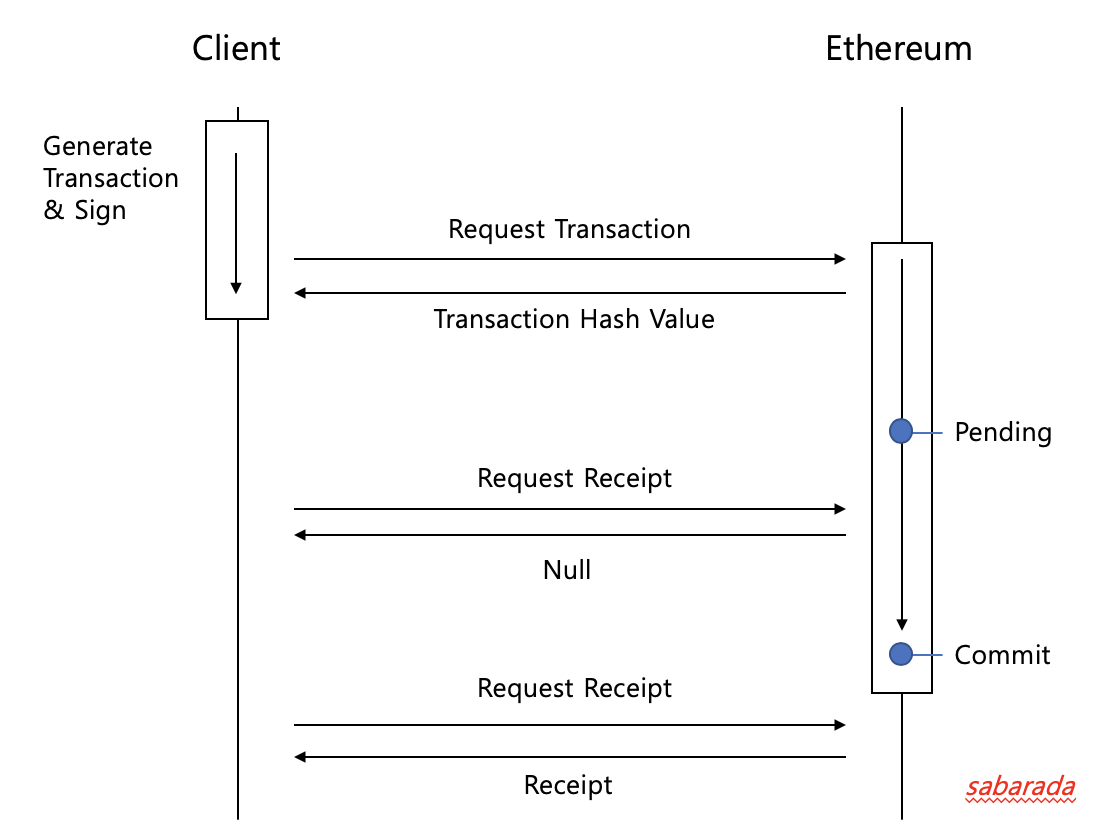 Client
Ethereum
Generate
Transaction
& Sign
Request Transaction
Transaction Hash Value
Pending
Request Receipt
Null
Commit
Request Receipt
Receipt
sabarada